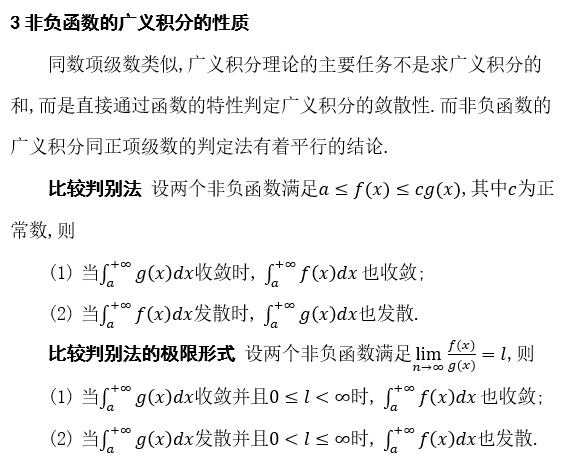 3 非负函数的广义积分的性质
同数项级数类似,广义积分理论的主要任务不是求广义积分的
和,而是直接通过函数的特性判定广义积分的敛散性.而非负函数的
广义积分同正项级数的判定法有着平行的结论.
比较判别法 设两个非负函数满足a ≤ f(x) ≤ cg(x),其中c为正
常数,则
(1) 当∫ₐ⁺∞ g(x)dx收敛时, ∫ₐ⁺∞ f(x)dx 也收敛;
(2) 当∫ₐ⁺∞ f(x)dx发散时, ∫ₐ⁺∞ g(x)dx也发散.
比较判别法的极限形式 设两个非负函数满足lim n→∞ f(x)/g(x) = l,则
(1) 当∫ₐ⁺∞ g(x)dx收敛并且0 ≤ l < ∞时, ∫ₐ⁺∞ f(x)dx 也收敛;
(2) 当∫ₐ⁺∞ g(x)dx发散并且0 < l ≤ ∞时, ∫ₐ⁺∞ f(x)dx也发散.